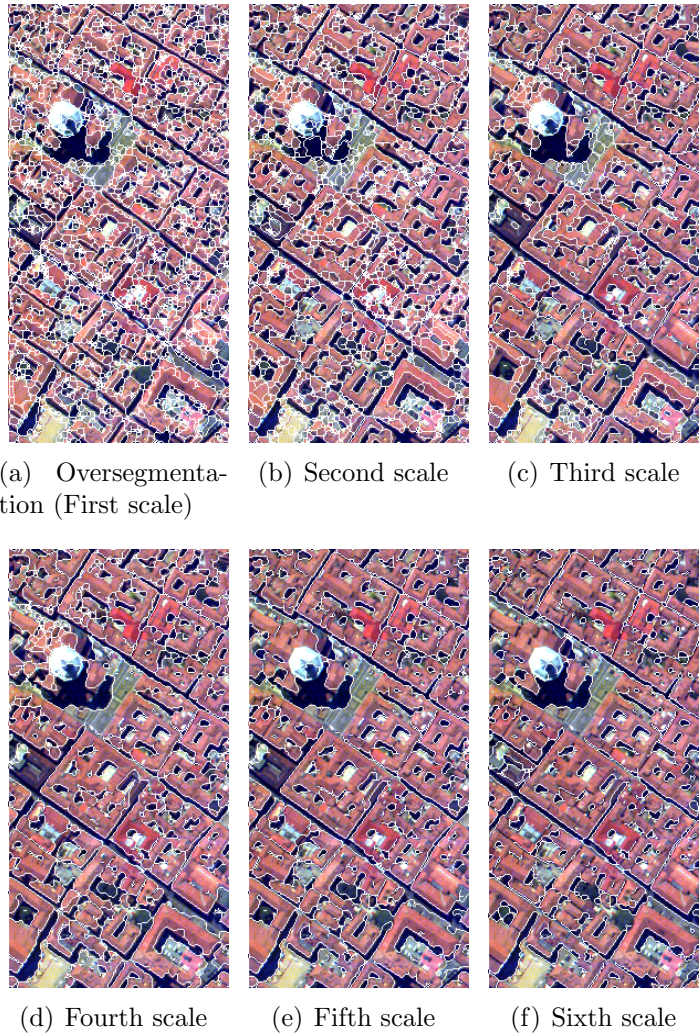 (a) Oversegmenta-
tion (First scale)
(b) Second scale
(c) Third scale
(d) Fourth scale
(e) Fifth scale
(f) Sixth scale